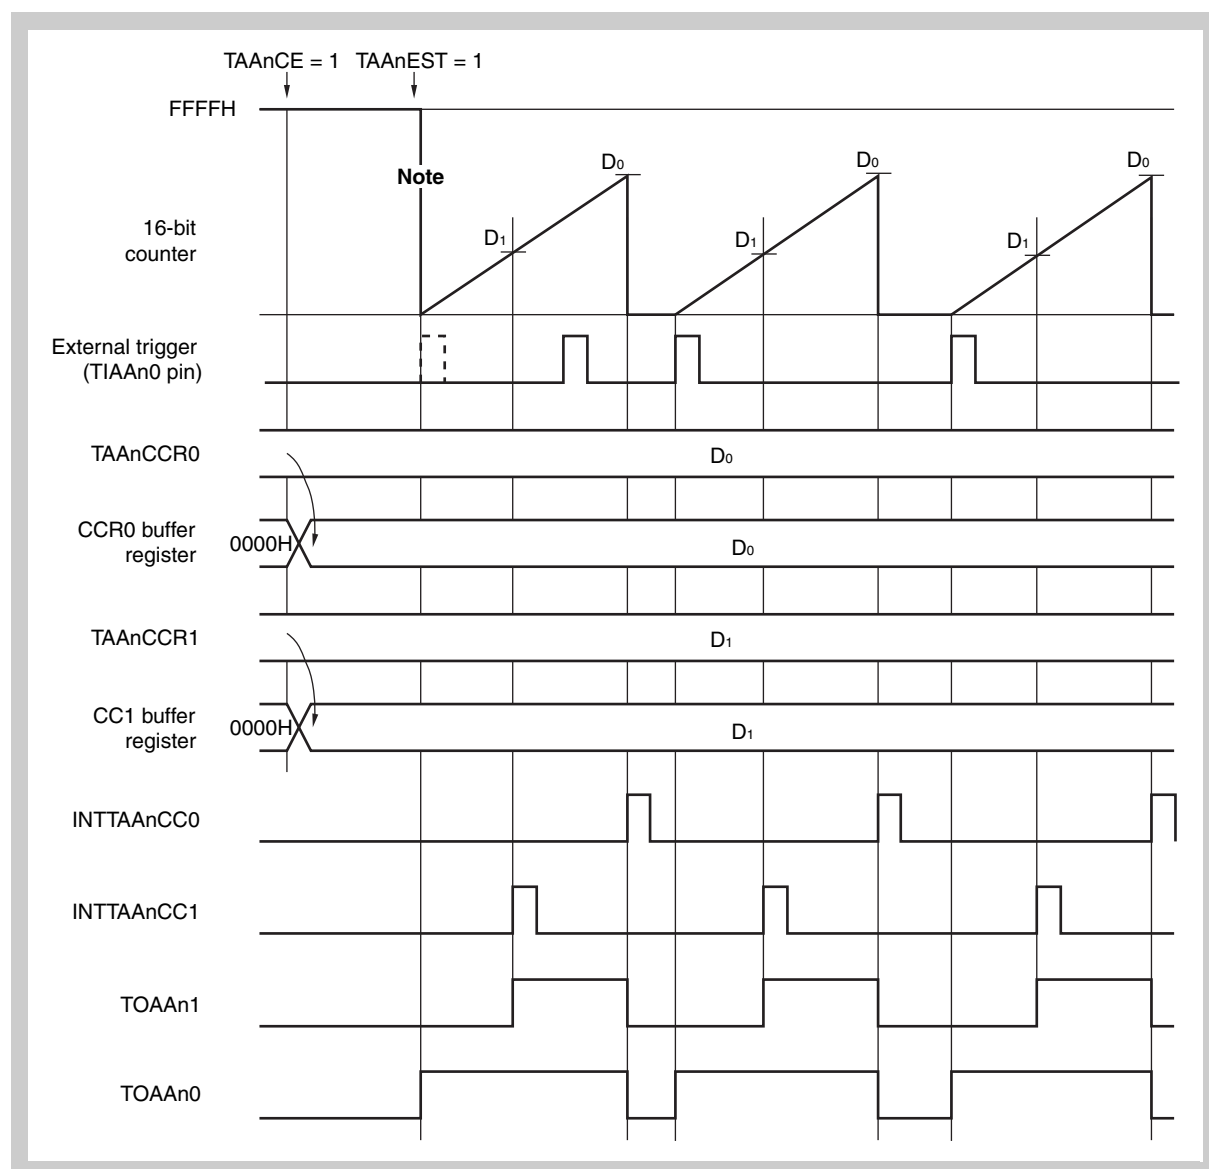 TAAnCE = 1 TAAnEST = 1
FFFFH
Note
D0
D0
D0
16-bit
counter
D1
D1
D1
External trigger
(TIAAn0 pin)
TAAnCCR0
D0
CCR0 buffer
register
0000H
D0
TAAnCCR1
D1
CC1 buffer
register
0000H
D1
INTTAAnCC0
INTTAAnCC1
TOAAn1
TOAAn0